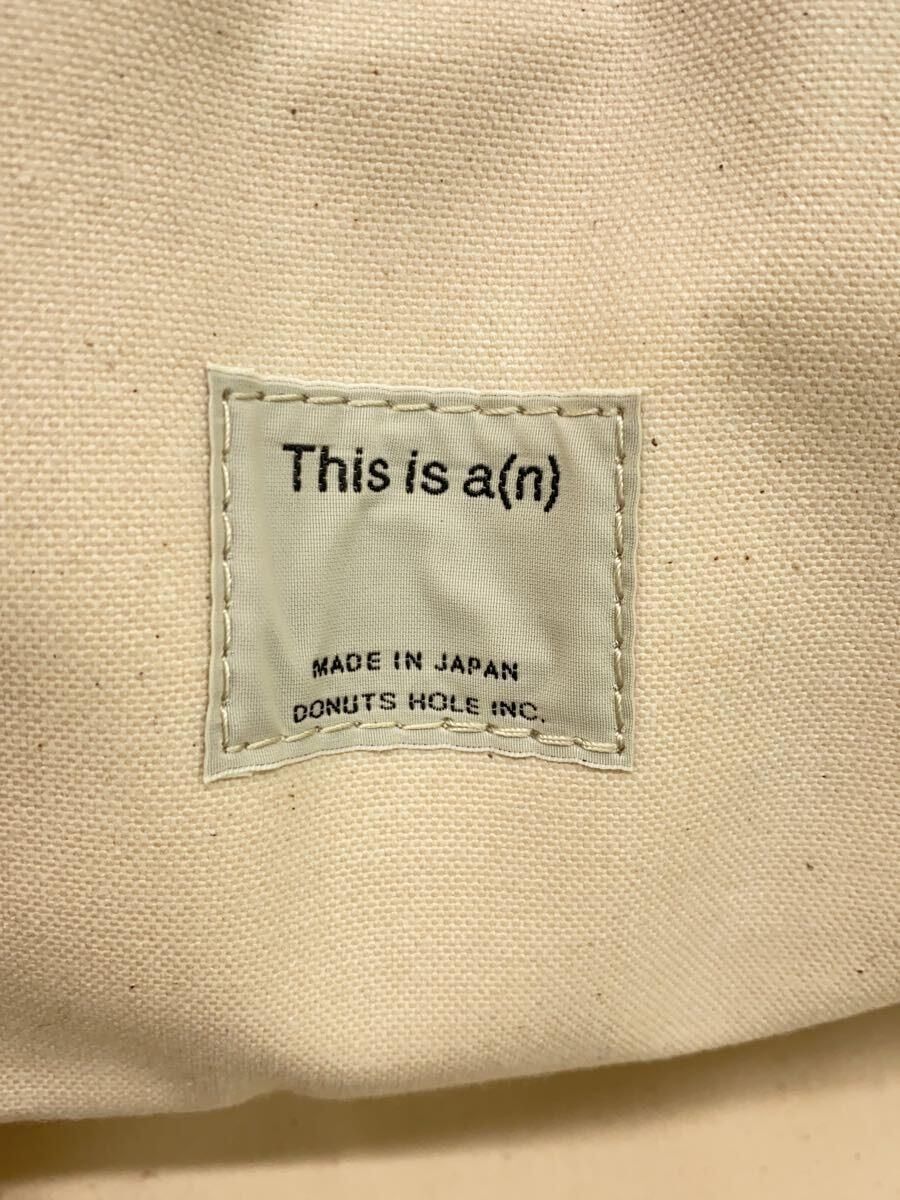 This is a(n)
MADE IN JAPAN
DONUTS HOLE INC.